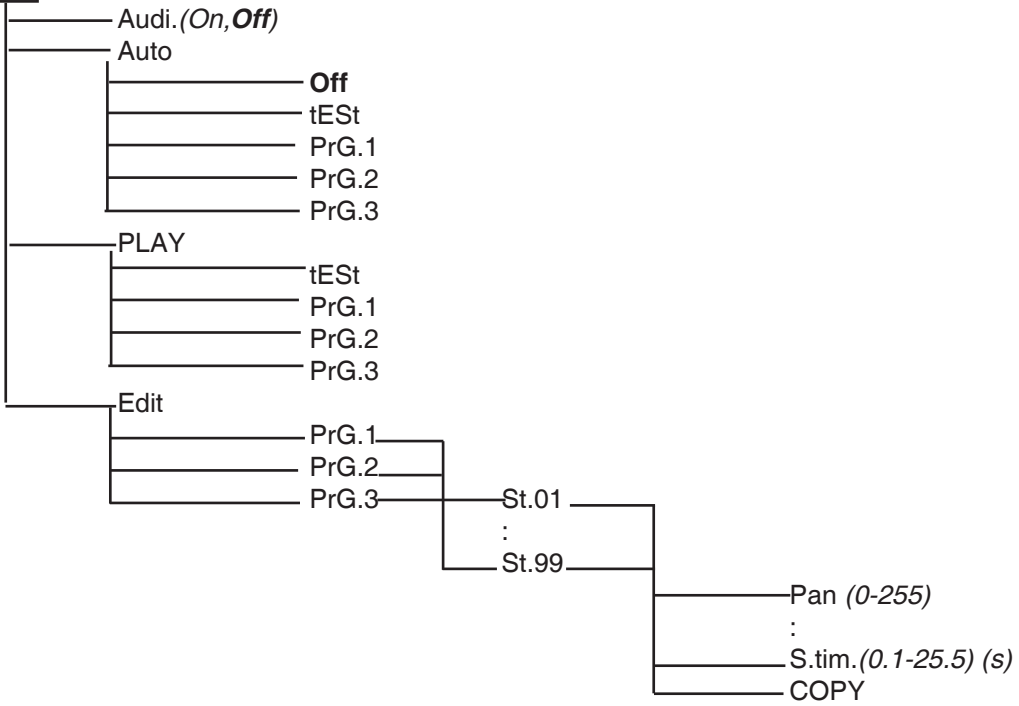 Audi.(On,Off)
Auto
Off
tESt
PrG.1
PrG.2
PrG.3
PLAY
tESt
PrG.1
PrG.2
PrG.3
Edit
PrG.1
PrG.2
PrG.3
St.01
:
St.99
Pan (0-255)
:
S.tim.(0.1-25.5) (s)
COPY